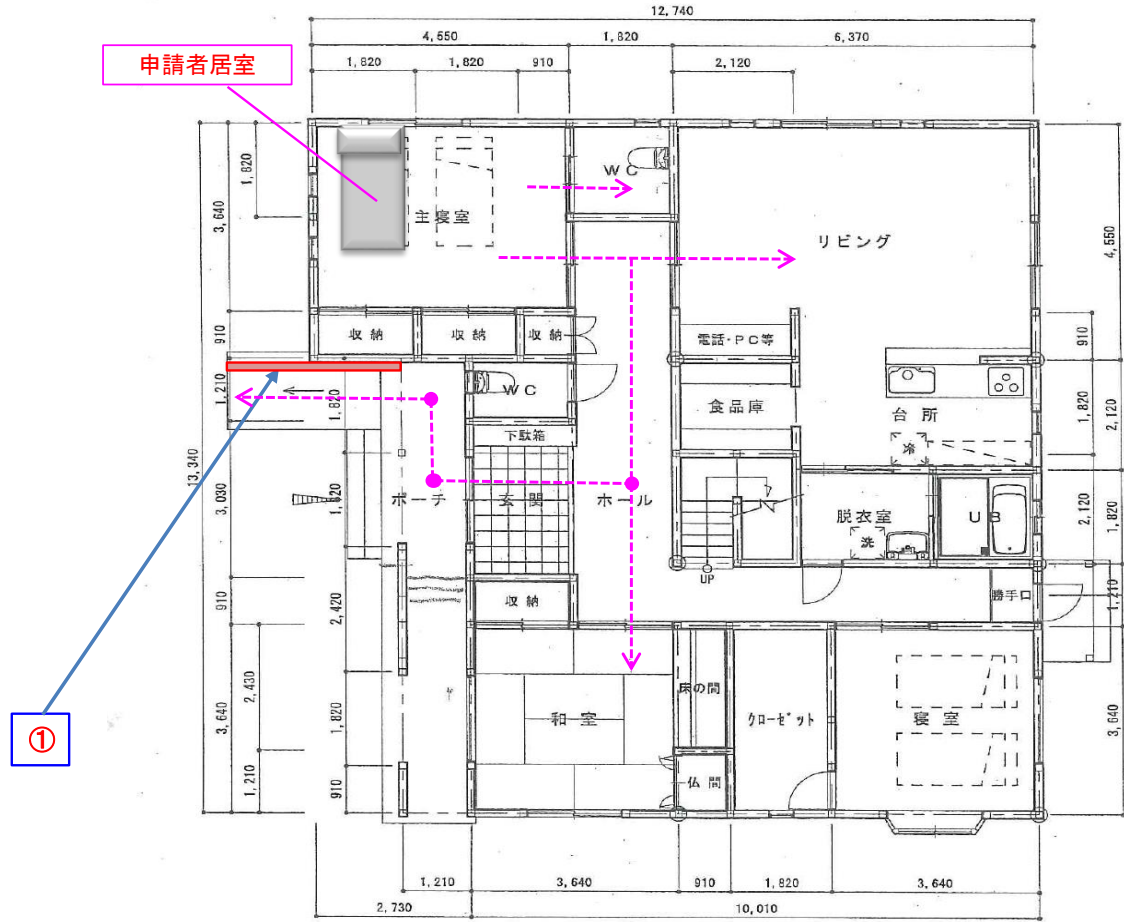 12,740
4,550
1,820
6,370
1,820
1,820
910
2,120
申請者居室
WC
主寝室
リビング
収納
収納
収納
電話・PC等
WC
食品庫
台所
冷
下駄箱
ポーチ
玄関
ホール
脱衣室
洗
UB
UP
収納
勝手口
和室
床の間
仏間
クローゼット
寝室
①
13,340
3,640
910
1,210
3,030
910
3,640
1,820
2,430
1,210
1,820
1,820
2,420
1,820
910
4,550
910
1,820
2,120
2,120
1,820
1,210
3,640
1,210
3,640
910
1,820
3,640
2,730
10,010